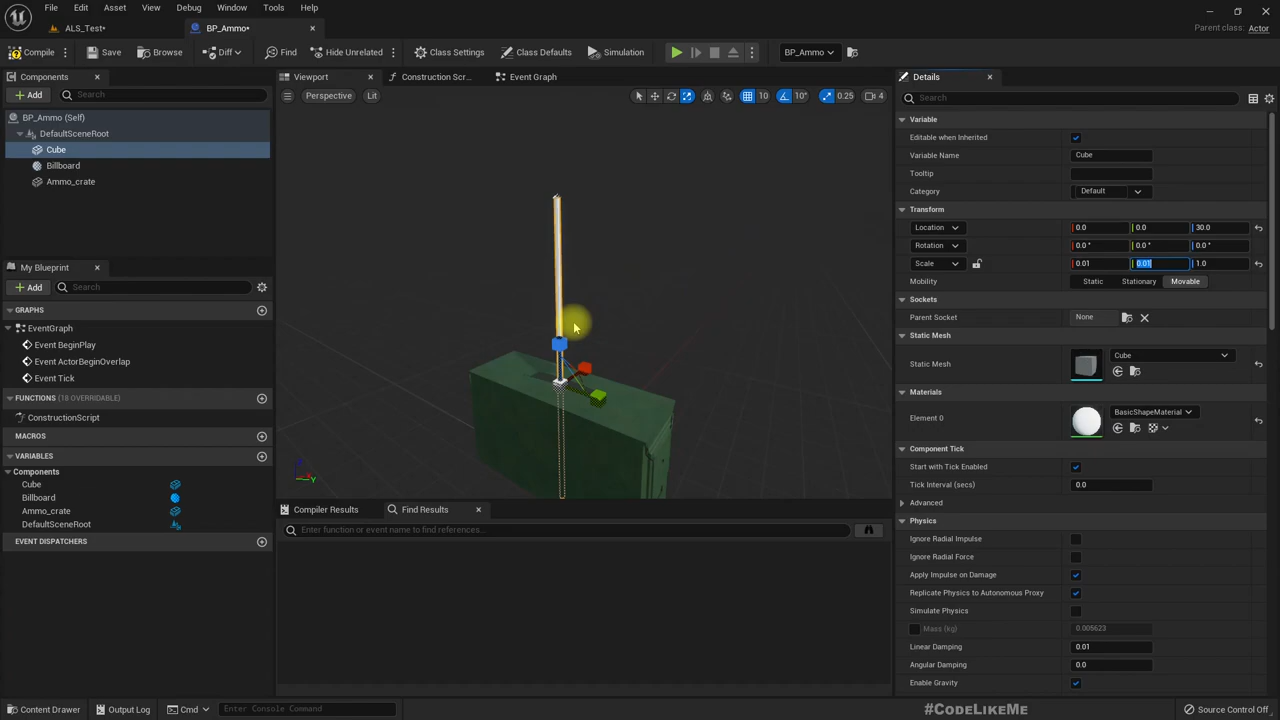 File Edit Asset View Debug Window Tools Help
ALS_Test* BP_Ammo*
Parent class: Actor
Compile Save Browse Diff Find Hide Unrelated Class Settings Class Defaults Simulation BP_Ammo
Components
Viewport Construction Scr... Event Graph
Details
Add Search
Perspective Lit 10 10° 0.25 4
Search
BP_Ammo (Self)
DefaultSceneRoot
Cube
Billboard
Ammo_crate
Variable
Editable when Inherited
Variable Name Cube
Tooltip
Category Default
Transform
Location 0.0 0.0 30.0
Rotation 0.0 ° 0.0 ° 0.0 °
Scale 0.01 0.01 1.0
Mobility Static Stationary Movable
Sockets
Parent Socket None
Static Mesh
Static Mesh Cube
Materials
Element 0 BasicShapeMaterial
Component Tick
Start with Tick Enabled
Tick Interval (secs) 0.0
Advanced
Physics
Ignore Radial Impulse
Ignore Radial Force
Apply Impulse on Damage
Replicate Physics to Autonomous Proxy
Simulate Physics
Mass (kg) 0.005623
Linear Damping 0.01
Angular Damping 0.0
Enable Gravity
My Blueprint
Add Search
GRAPHS
EventGraph
Event BeginPlay
Event ActorBeginOverlap
Event Tick
FUNCTIONS (18 OVERRIDABLE)
ConstructionScript
MACROS
VARIABLES
Components
Cube
Billboard
Ammo_crate
DefaultSceneRoot
EVENT DISPATCHERS
Y
Compiler Results Find Results
Enter function or event name to find references...
Content Drawer Output Log Cmd Enter Console Command
#CodeLikeMe
Source Control Off